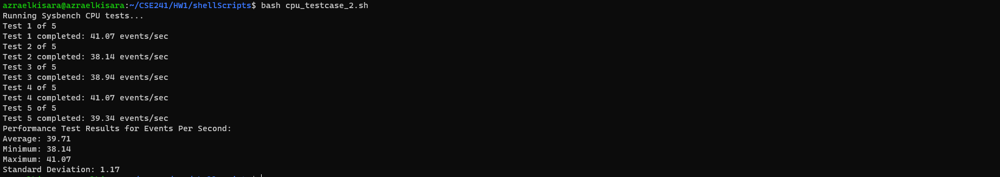 azraelkisara@azraelkisara:~/CSE241/HW1/shellScripts$ bash cpu_testcase_2.sh
Running Sysbench CPU tests...
Test 1 of 5
Test 1 completed: 41.07 events/sec
Test 2 of 5
Test 2 completed: 38.14 events/sec
Test 3 of 5
Test 3 completed: 38.94 events/sec
Test 4 of 5
Test 4 completed: 41.07 events/sec
Test 5 of 5
Test 5 completed: 39.34 events/sec
Performance Test Results for Events Per Second:
Average: 39.71
Minimum: 38.14
Maximum: 41.07
Standard Deviation: 1.17